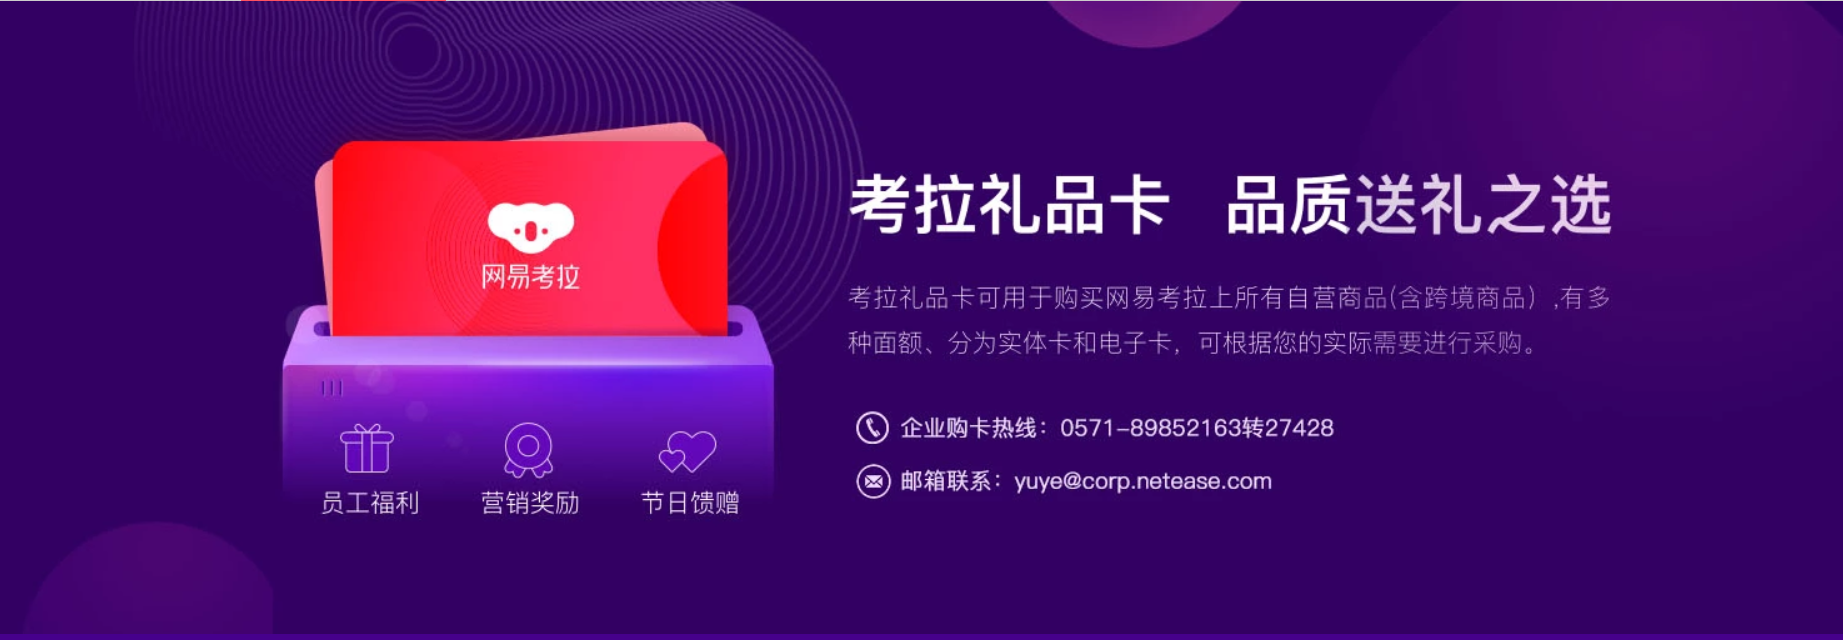 网易考拉
员工福利
营销奖励
节日馈赠
考拉礼品卡 品质送礼之选
考拉礼品卡可用于购买网易考拉上所有自营商品(含跨境商品）,有多
种面额、分为实体卡和电子卡，可根据您的实际需要进行采购。
企业购卡热线：0571-89852163转27428
邮箱联系：yuye@corp.netease.com